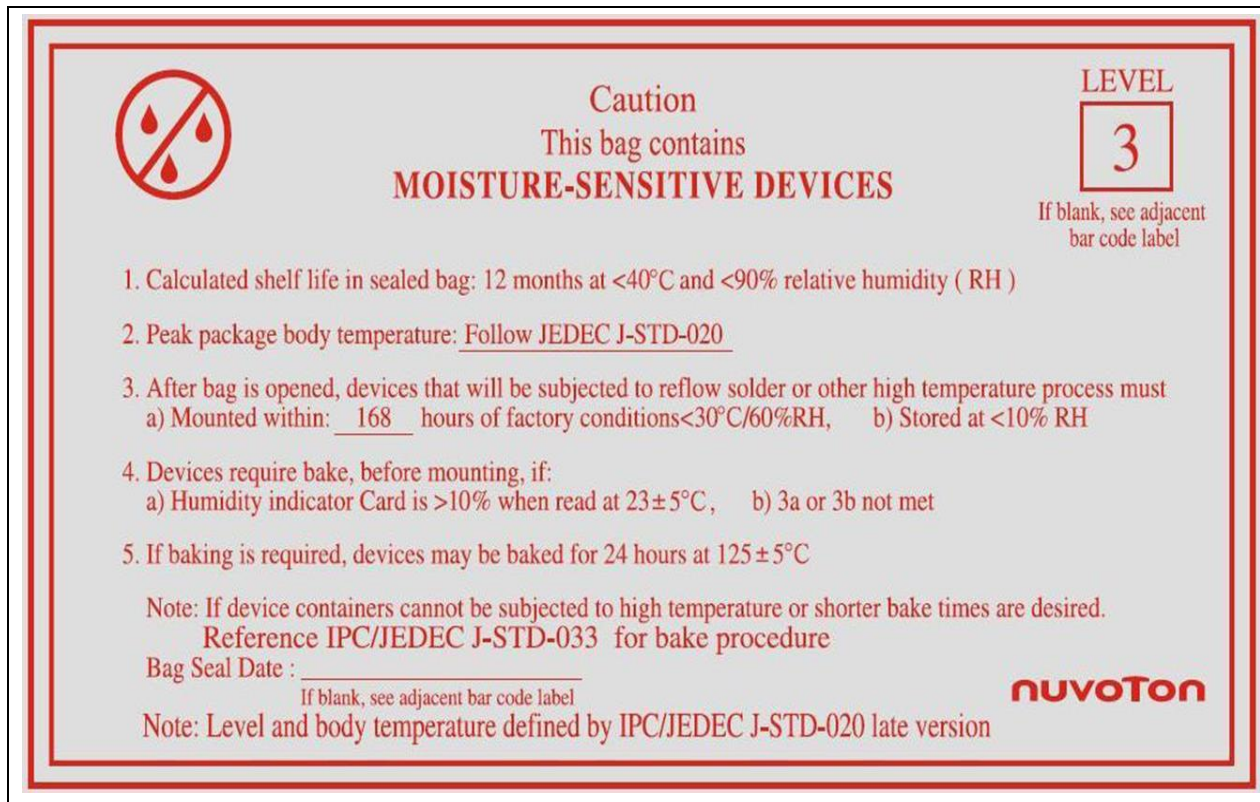 LEVEL
3
If blank, see adjacent
bar code label
Caution
This bag contains
MOISTURE-SENSITIVE DEVICES
1. Calculated shelf life in sealed bag: 12 months at <40°C and <90% relative humidity ( RH )
2. Peak package body temperature: Follow JEDEC J-STD-020
3. After bag is opened, devices that will be subjected to reflow solder or other high temperature process must
a) Mounted within: 168 hours of factory conditions<30°C/60%RH, b) Stored at <10% RH
4. Devices require bake, before mounting, if:
a) Humidity indicator Card is >10% when read at 23±5°C, b) 3a or 3b not met
5. If baking is required, devices may be baked for 24 hours at 125±5°C
Note: If device containers cannot be subjected to high temperature or shorter bake times are desired.
Reference IPC/JEDEC J-STD-033 for bake procedure
Bag Seal Date :
If blank, see adjacent bar code label
nuvoTon
Note: Level and body temperature defined by IPC/JEDEC J-STD-020 late version